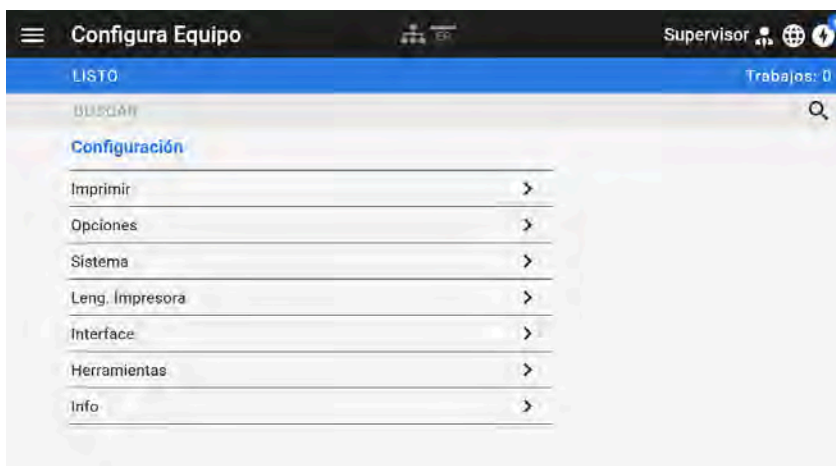 Configura Equipo
Supervisor
LISTO
Trabajos: 0
BUSCAR
Configuración
Imprimir
Opciones
Sistema
Leng. Impresora
Interface
Herramientas
Info